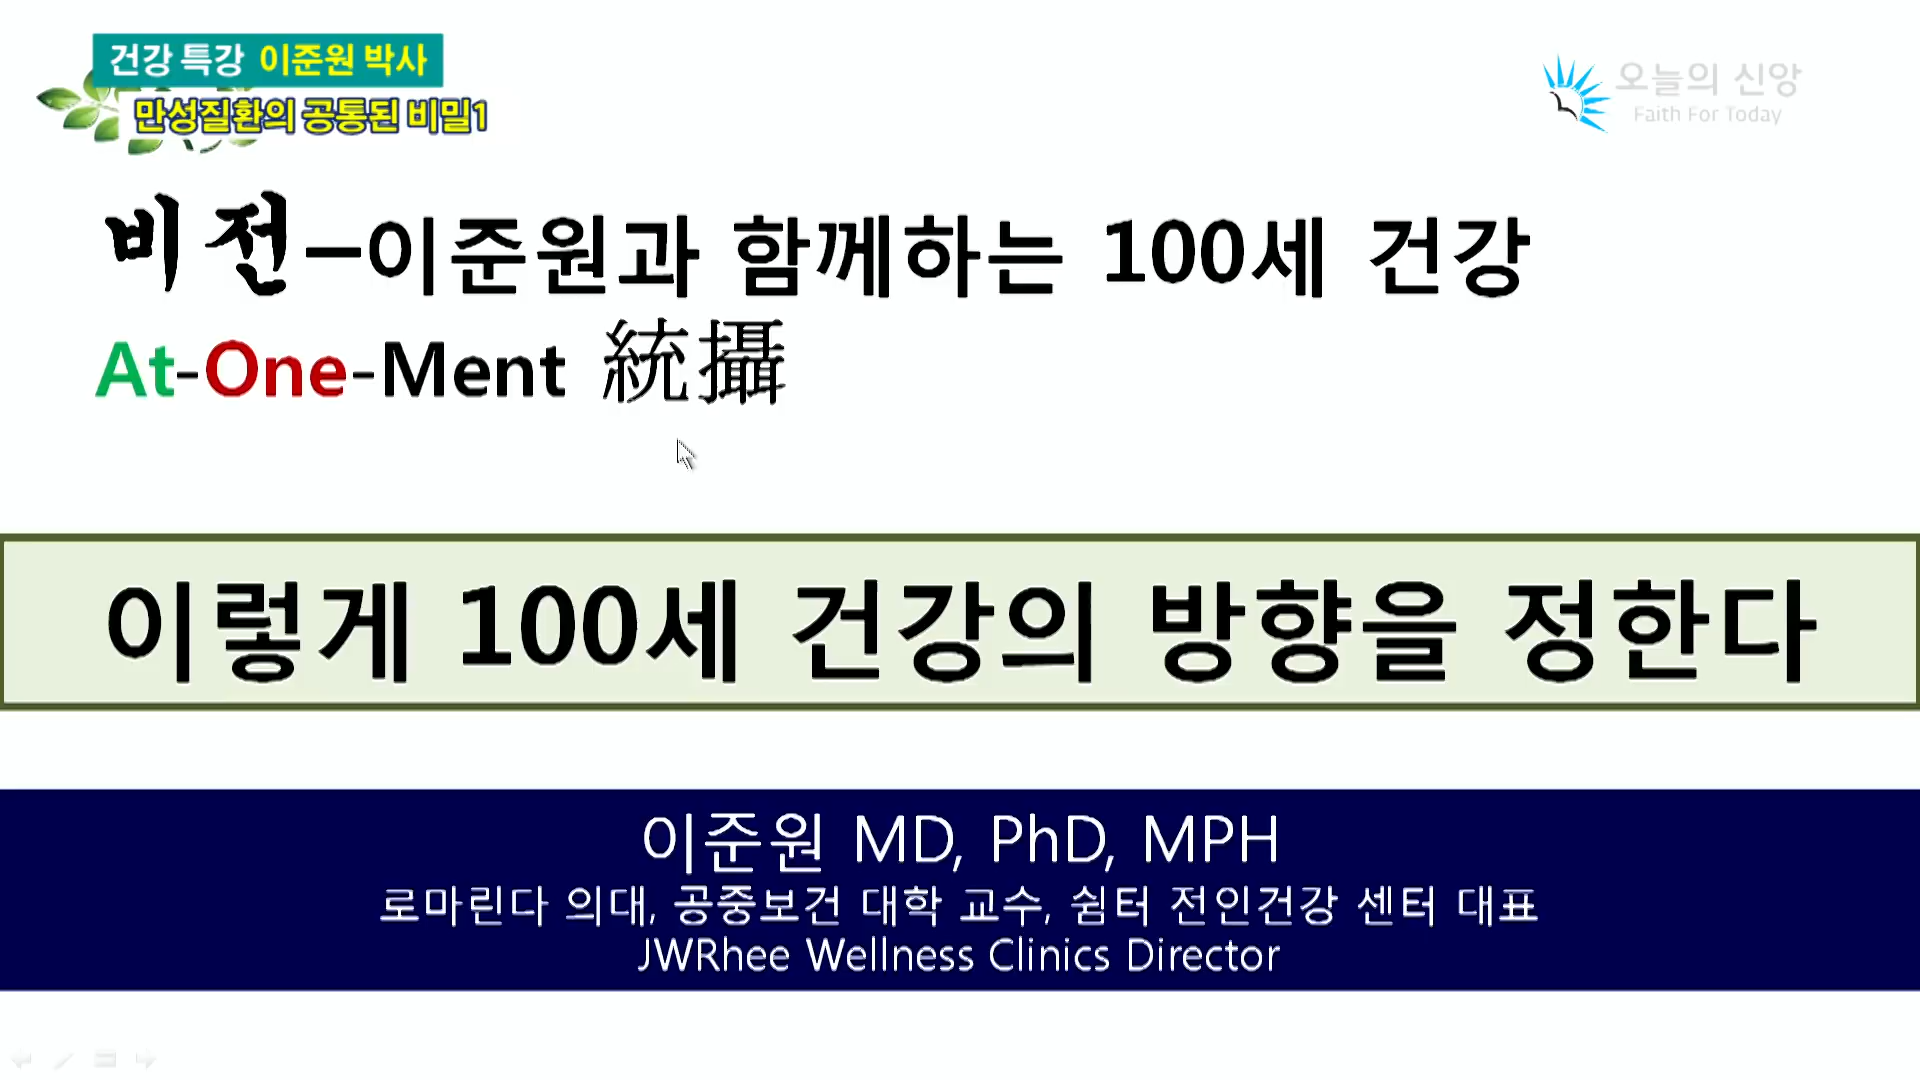 건강 특강 이준원 박사
만성질환의 공통된 비밀1
오늘의 신앙
Faith For Today
비전–이준원과 함께하는 100세 건강
At-One-Ment 統攝
이렇게 100세 건강의 방향을 정한다
이준원 MD, PhD, MPH
로마린다 의대, 공중보건 대학 교수, 쉼터 전인건강 센터 대표
JWRhee Wellness Clinics Director